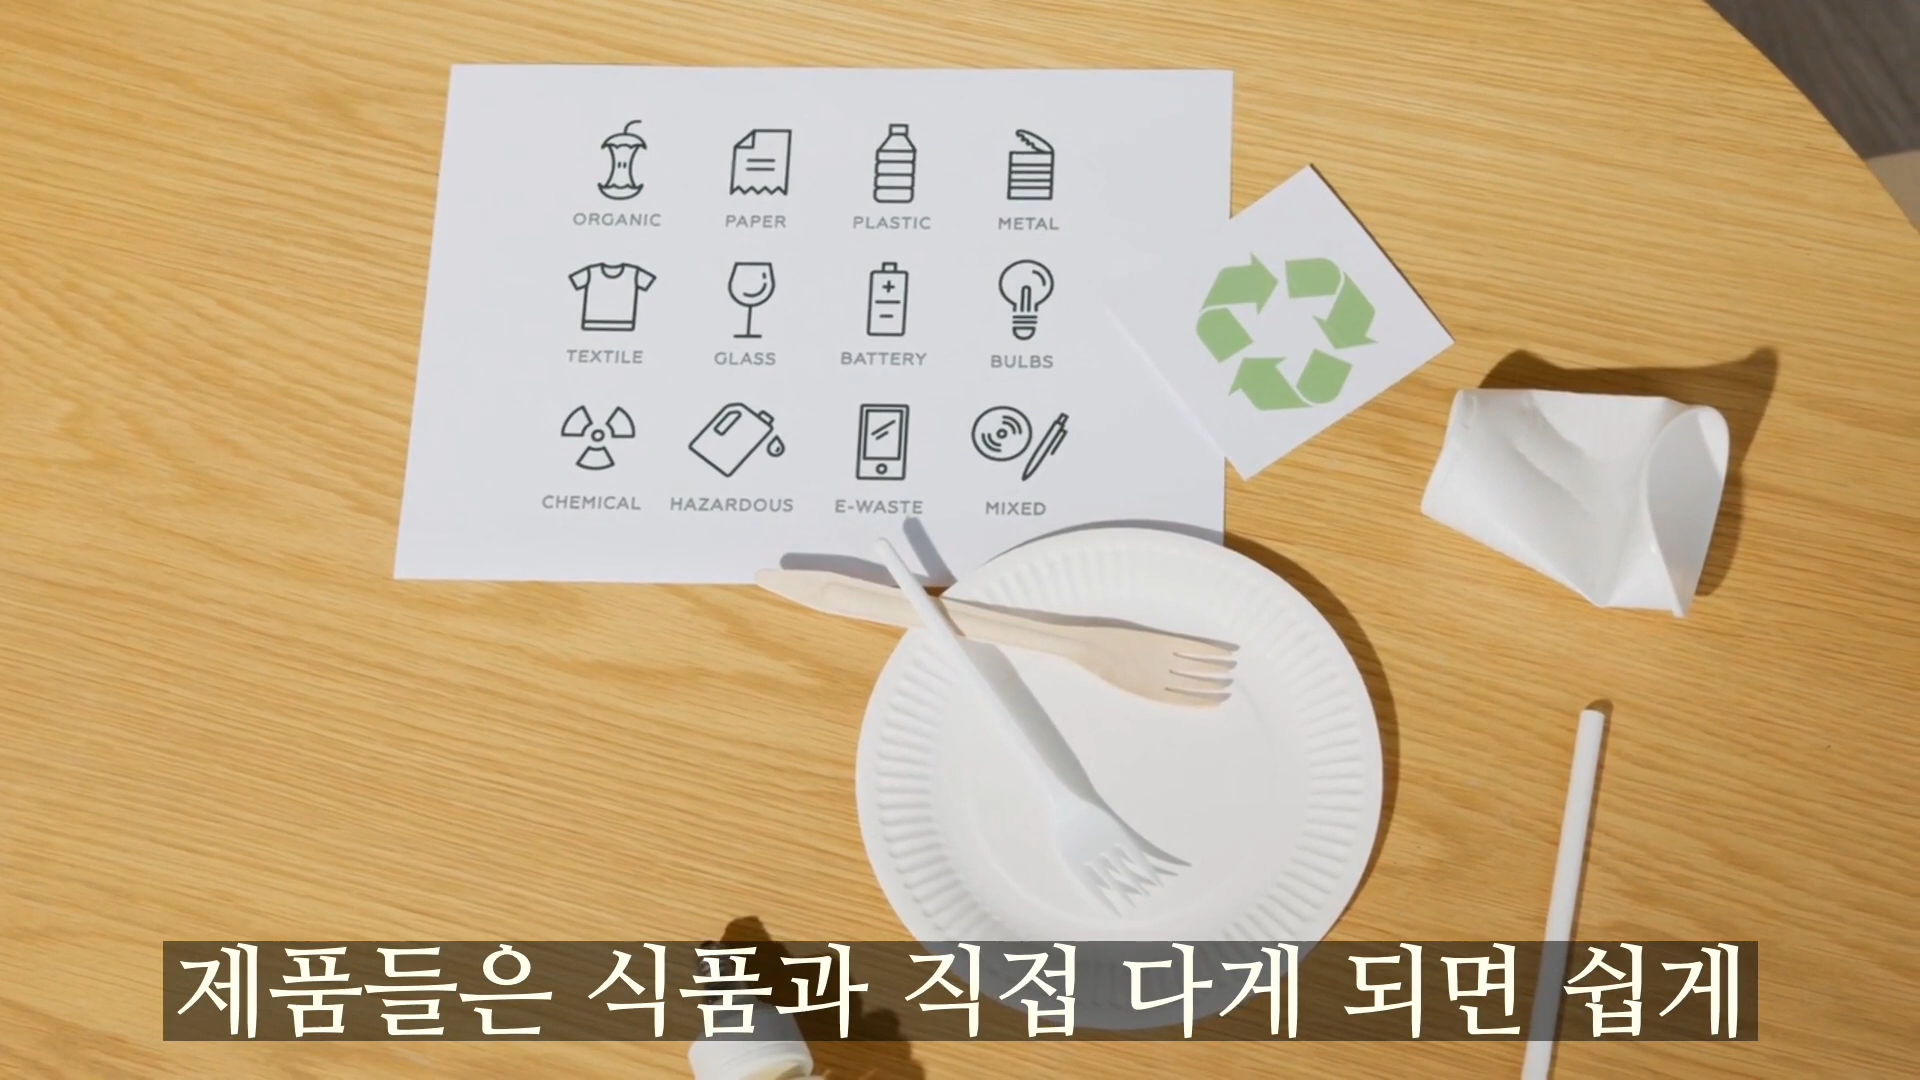 ORGANIC PAPER PLASTIC METAL
TEXTILE GLASS BATTERY BULBS
CHEMICAL HAZARDOUS E-WASTE MIXED
제품들은 식품과 직접 다게 되면 쉽게